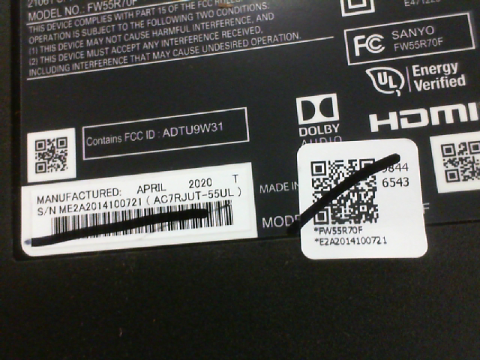 MODEL NO.: FW55R70F
THIS DEVICE COMPLIES WITH PART 15 OF THE FCC RULES.
OPERATION IS SUBJECT TO THE FOLLOWING TWO CONDITIONS:
(1) THIS DEVICE MAY NOT CAUSE HARMFUL INTERFERENCE, AND
(2) THIS DEVICE MUST ACCEPT ANY INTERFERENCE RECEIVED,
INCLUDING INTERFERENCE THAT MAY CAUSE UNDESIRED OPERATION.
FC SANYO
FW55R70F
UL Energy
Verified
DOLBY
AUDIO
HDMI
Contains FCC ID : ADTU9W31
MANUFACTURED: APRIL 2020 T
S/N ME2A2014100721 ( AC7RJUT-55UL )
MADE IN
6543
*FW55R70F
*E2A2014100721